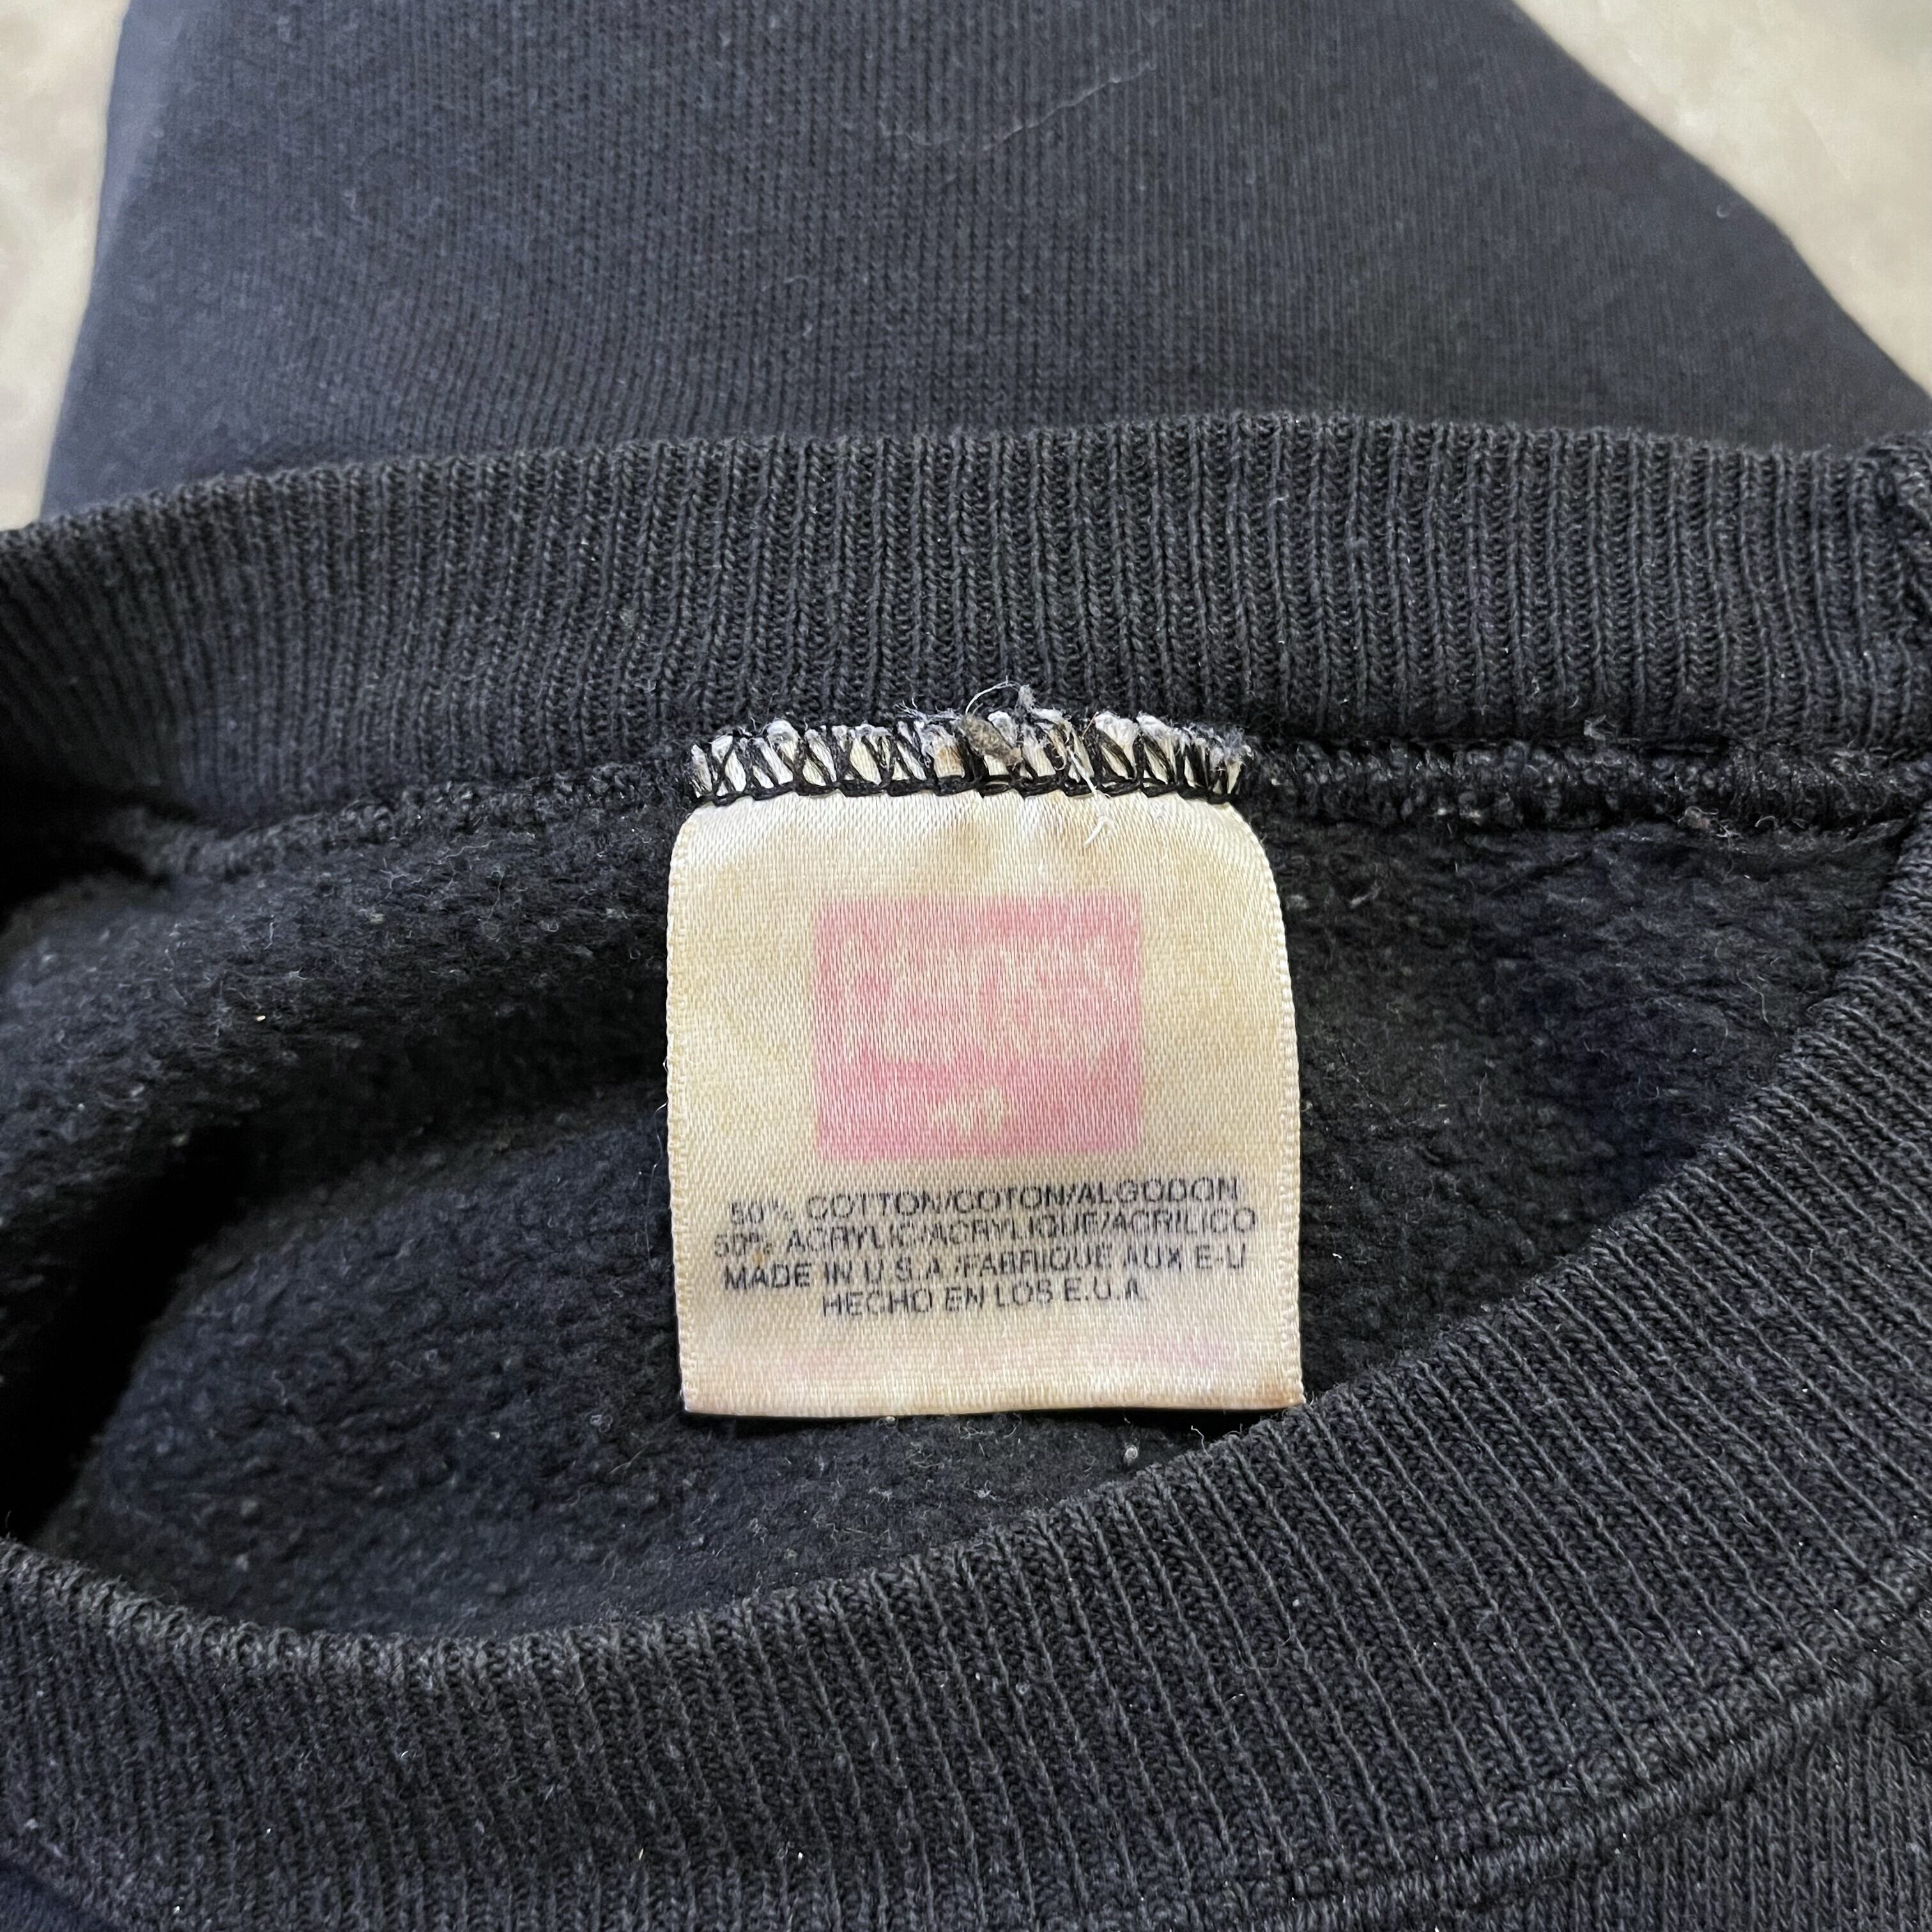 50% COTTON/COTON/ALGODON
50% ACRYLIC/ACRYLIQUE/ACRILICO
MADE IN U.S.A./FABRIQUE AUX E-U
HECHO EN LOS E.U.A.